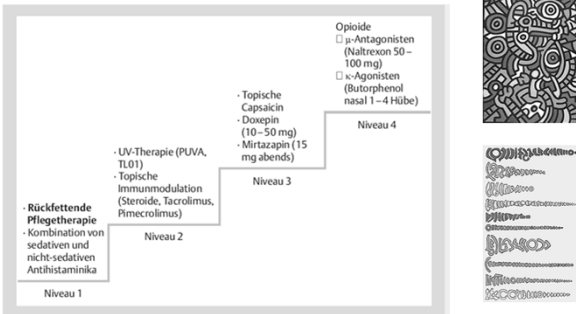 Opioide
□ μ-Antagonisten
(Naltrexon 50 –
100 mg)
□ κ-Agonisten
(Butorphenol
nasal 1 – 4 Hübe)
Niveau 4
· Topische
Capsaicin
· Doxepin
(10 – 50 mg)
· Mirtazapin (15
mg abends)
Niveau 3
· UV-Therapie (PUVA,
TL01)
· Topische
Immunmodulation
(Steroide, Tacrolimus,
Pimecrolimus)
Niveau 2
· Rückfettende
Pflegetherapie
· Kombination von
sedativen und
nicht-sedativen
Antihistaminika
Niveau 1